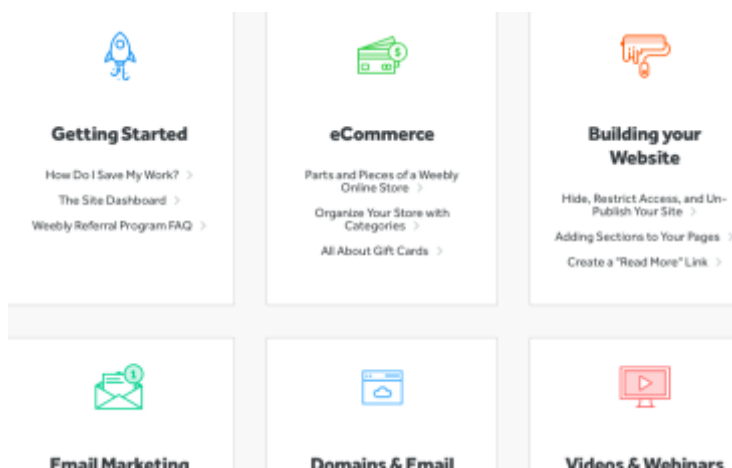 Getting Started
How Do I Save My Work?
The Site Dashboard
Weebly Referral Program FAQ
eCommerce
Parts and Pieces of a Weebly
Online Store
Organize Your Store with
Categories
All About Gift Cards
Building your
Website
Hide, Restrict Access, and Un-
Publish Your Site
Adding Sections to Your Pages
Create a "Read More" Link
Email Marketing
Domains & Email
Videos & Webinars